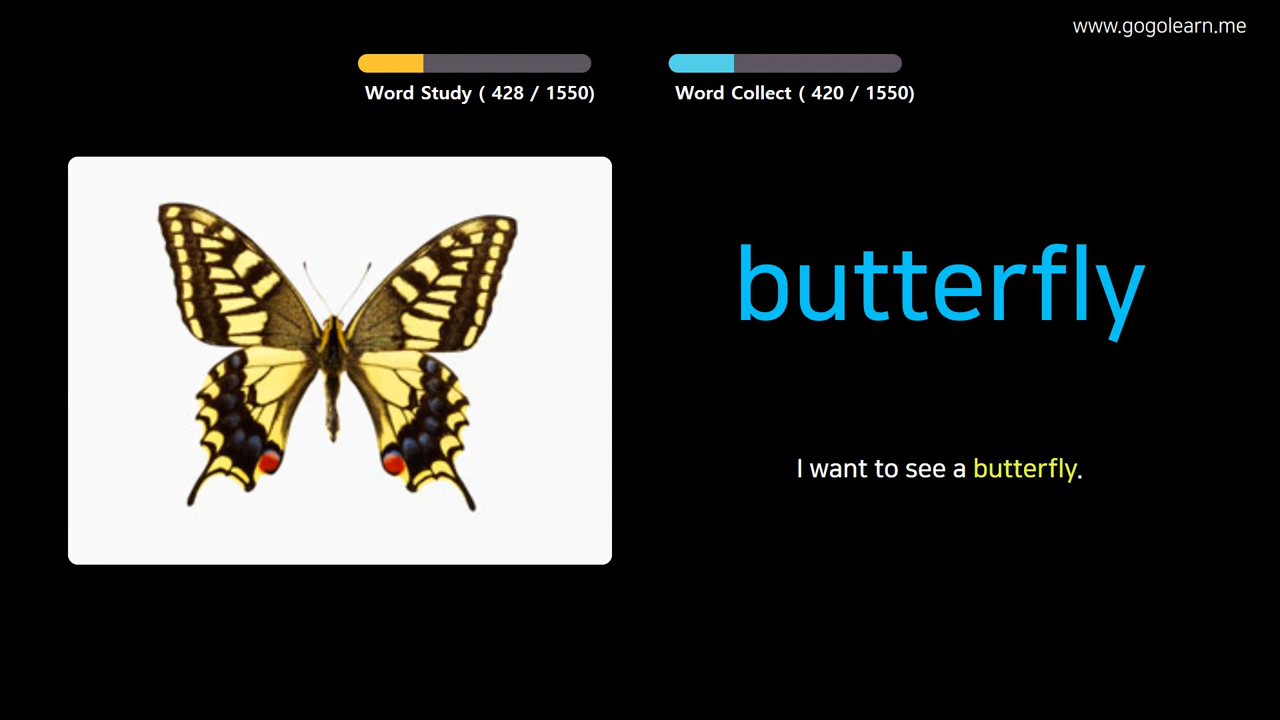 www.gogolearn.me
Word Study ( 428 / 1550)
Word Collect ( 420 / 1550)
butterfly
I want to see a butterfly.